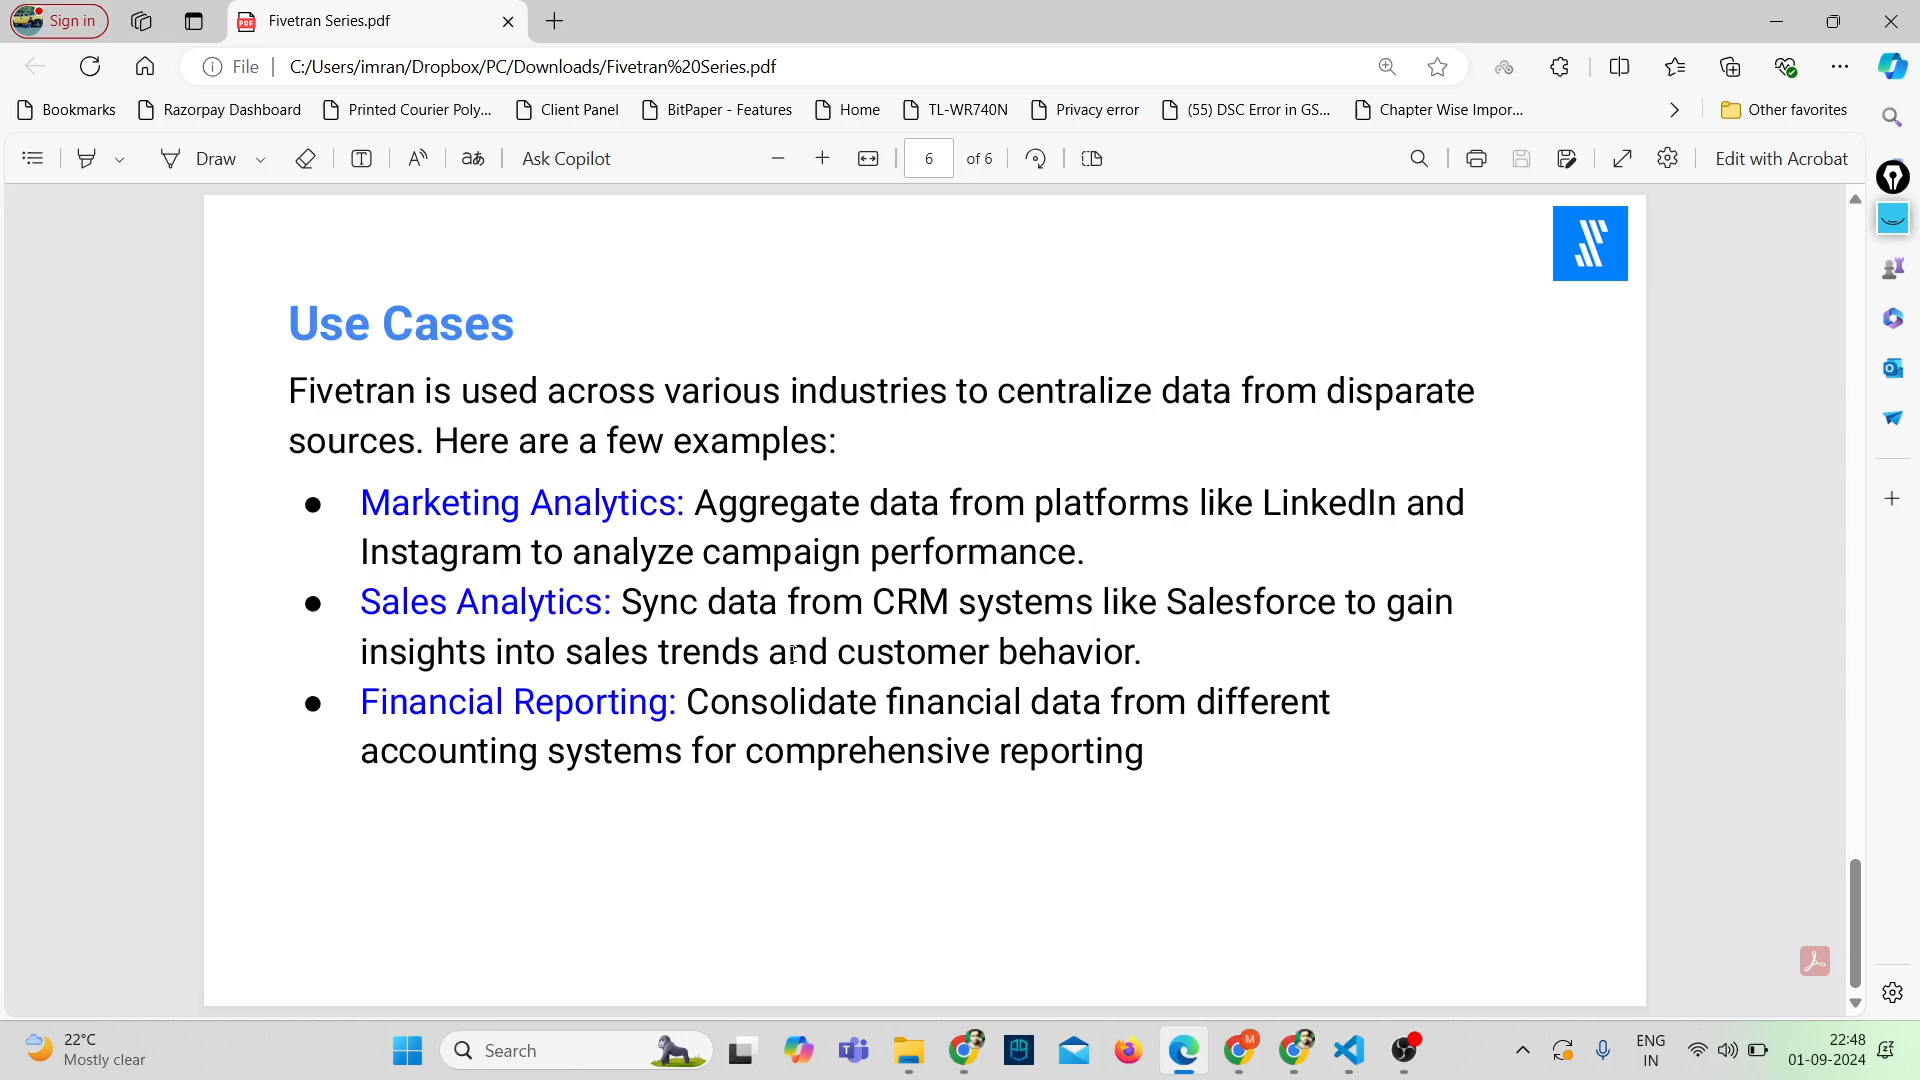 Sign in
Fivetran Series.pdf
File
C:/Users/imran/Dropbox/PC/Downloads/Fivetran%20Series.pdf
Bookmarks
Razorpay Dashboard
Printed Courier Poly...
Client Panel
BitPaper - Features
Home
TL-WR740N
Privacy error
(55) DSC Error in GS...
Chapter Wise Impor...
Other favorites
Draw
Ask Copilot
6 of 6
Edit with Acrobat
Use Cases
Fivetran is used across various industries to centralize data from disparate
sources. Here are a few examples:
● Marketing Analytics: Aggregate data from platforms like LinkedIn and
Instagram to analyze campaign performance.
● Sales Analytics: Sync data from CRM systems like Salesforce to gain
insights into sales trends and customer behavior.
● Financial Reporting: Consolidate financial data from different
accounting systems for comprehensive reporting
22°C
Mostly clear
Search
ENG
IN
22:48
01-09-2024